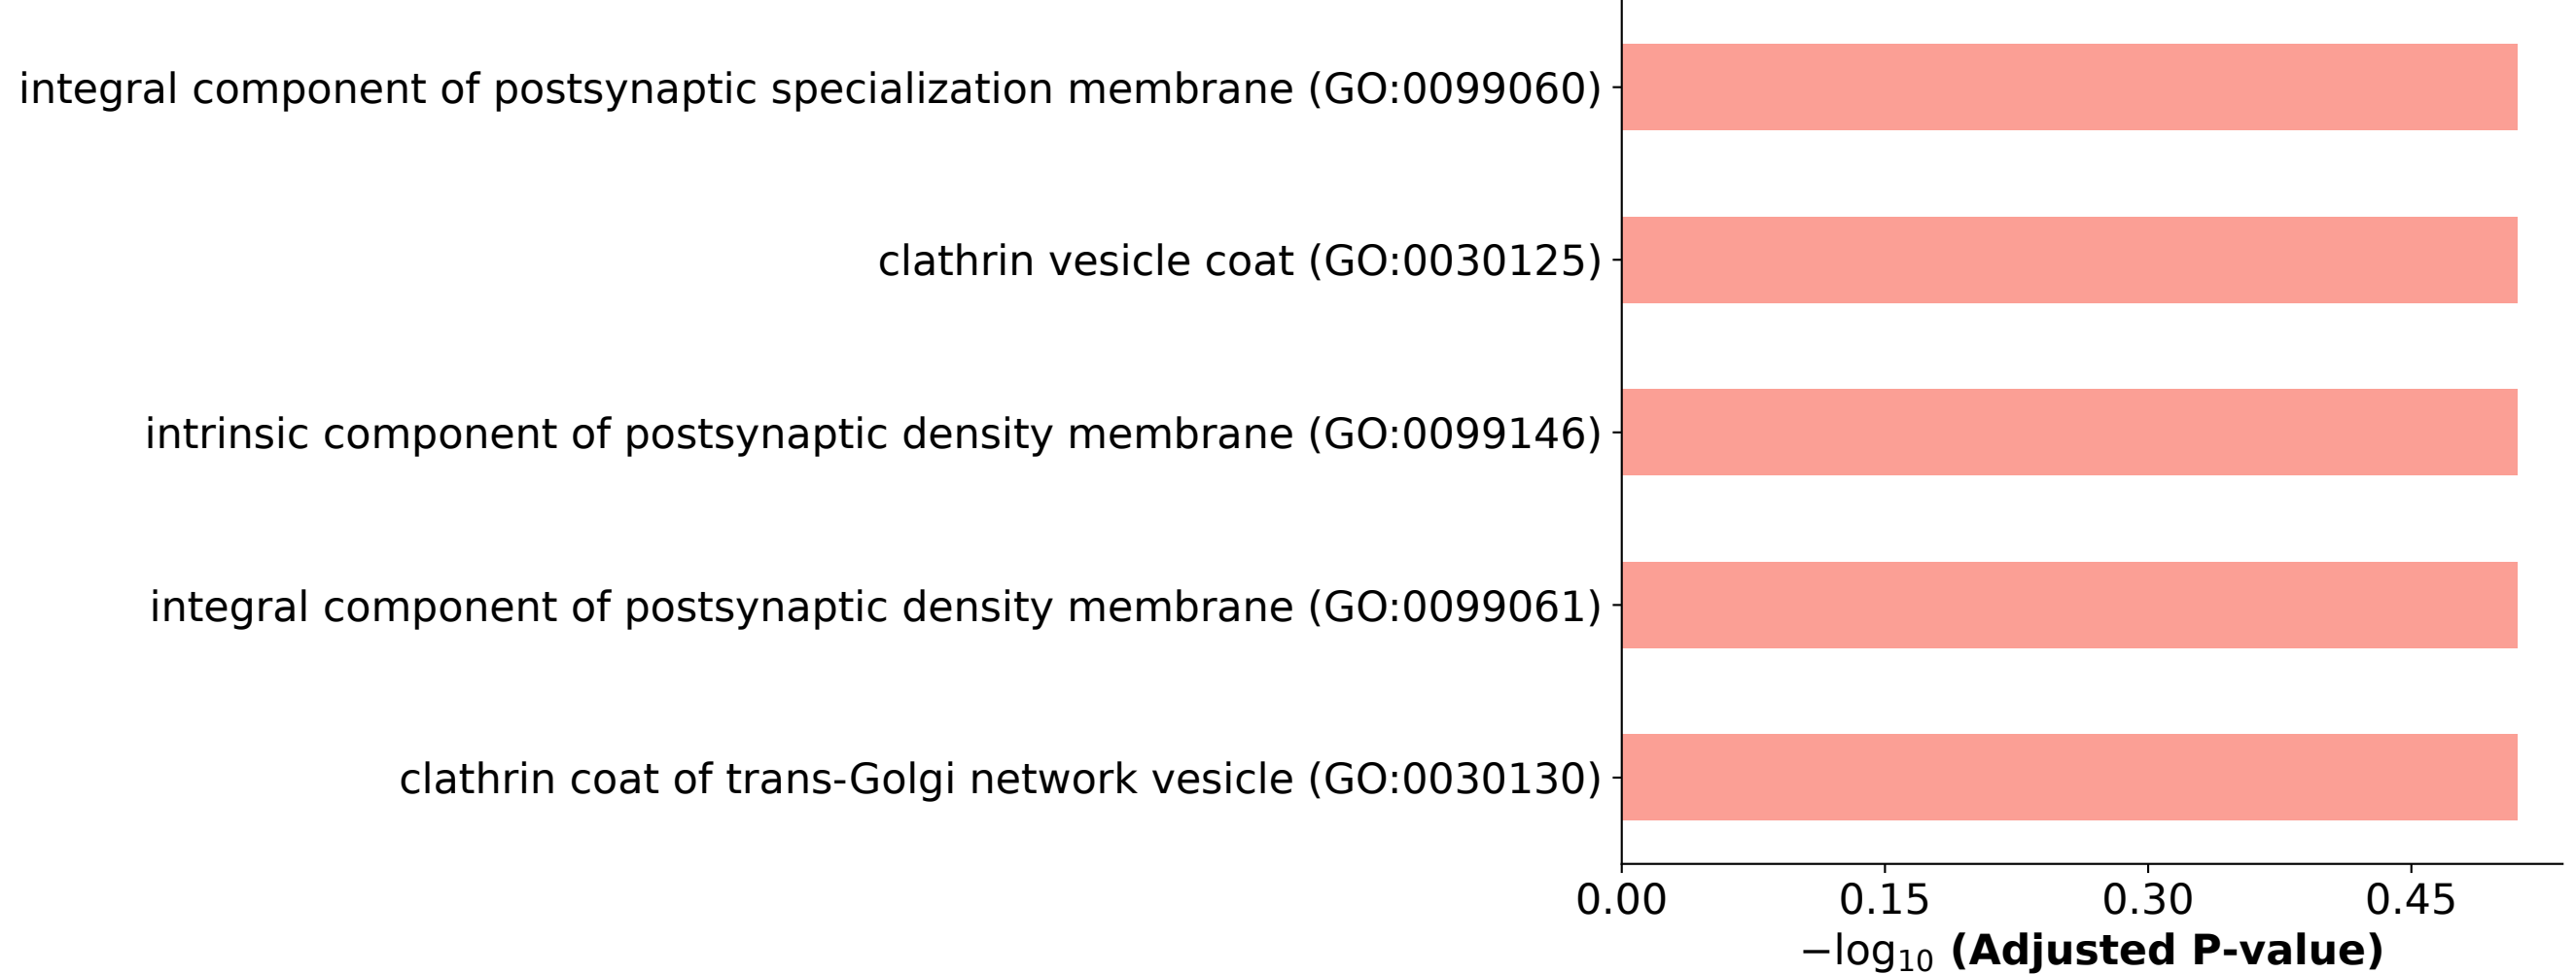 integral component of postsynaptic specialization membrane (GO:0099060)
clathrin vesicle coat (GO:0030125)
intrinsic component of postsynaptic density membrane (GO:0099146)
integral component of postsynaptic density membrane (GO:0099061)
clathrin coat of trans-Golgi network vesicle (GO:0030130)
0.00 0.15 0.30 0.45
−log₁₀ (Adjusted P-value)